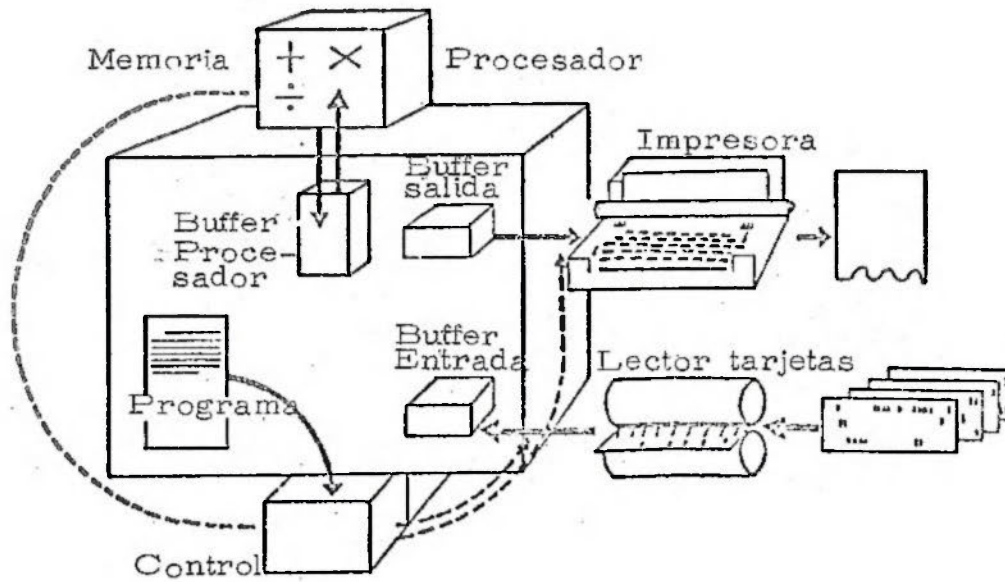 Memoria
Procesador
Impresora
Buffer
salida
Buffer
Proce-
sador
Buffer
Entrada
Lector tarjetas
Programa
Control